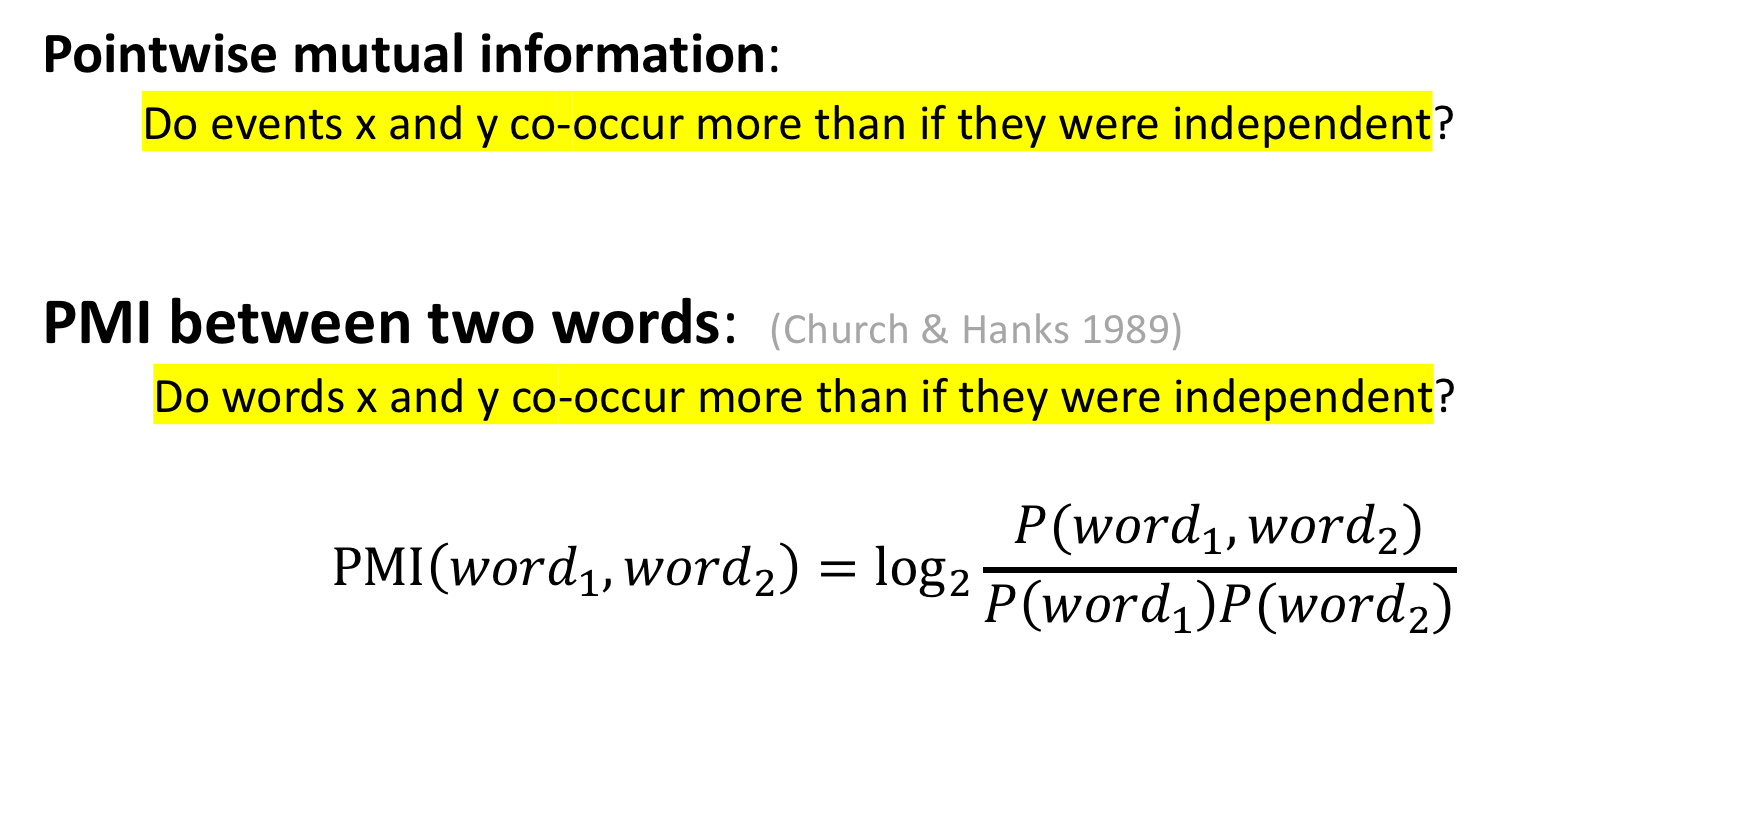 Pointwise mutual information:
Do events x and y co-occur more than if they were independent?
PMI between two words: (Church & Hanks 1989)
Do words x and y co-occur more than if they were independent?
PMI(word₁, word₂) = log₂ P(word₁, word₂) / P(word₁)P(word₂)